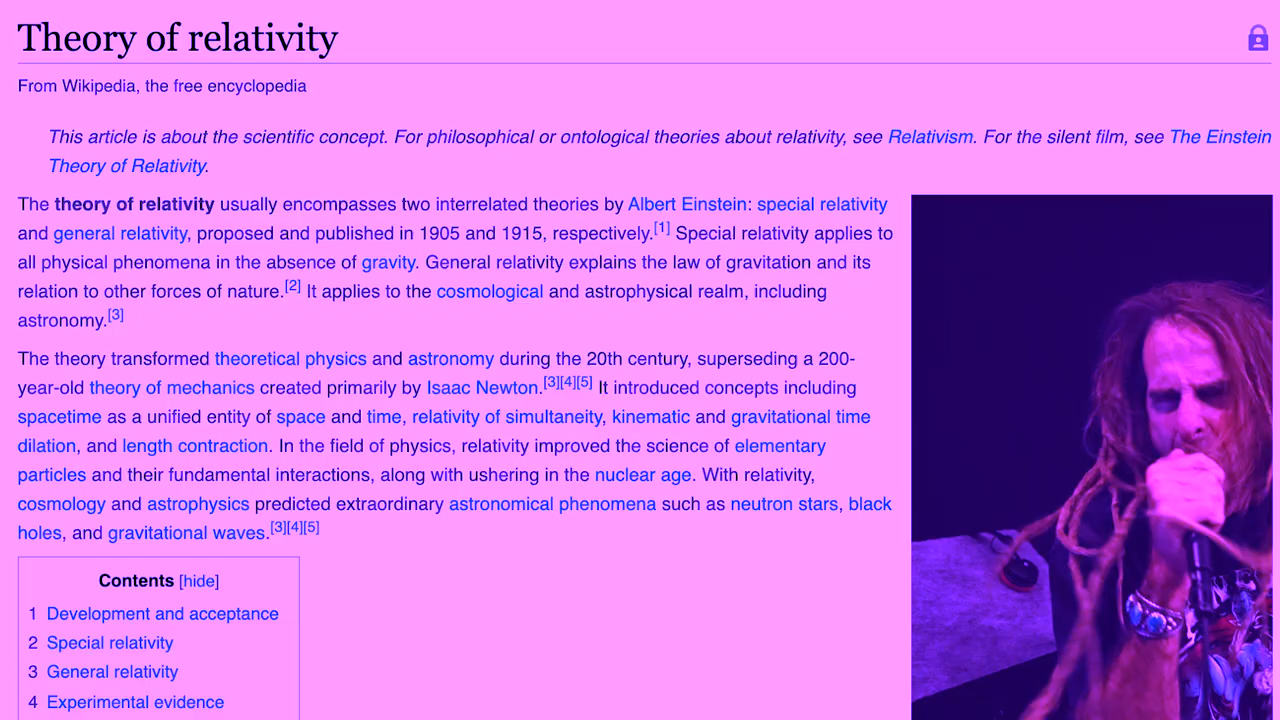 Theory of relativity
From Wikipedia, the free encyclopedia
This article is about the scientific concept. For philosophical or ontological theories about relativity, see Relativism. For the silent film, see The Einstein
Theory of Relativity.
The theory of relativity usually encompasses two interrelated theories by Albert Einstein: special relativity
and general relativity, proposed and published in 1905 and 1915, respectively.[1] Special relativity applies to
all physical phenomena in the absence of gravity. General relativity explains the law of gravitation and its
relation to other forces of nature.[2] It applies to the cosmological and astrophysical realm, including
astronomy.[3]
The theory transformed theoretical physics and astronomy during the 20th century, superseding a 200-
year-old theory of mechanics created primarily by Isaac Newton.[3][4][5] It introduced concepts including
spacetime as a unified entity of space and time, relativity of simultaneity, kinematic and gravitational time
dilation, and length contraction. In the field of physics, relativity improved the science of elementary
particles and their fundamental interactions, along with ushering in the nuclear age. With relativity,
cosmology and astrophysics predicted extraordinary astronomical phenomena such as neutron stars, black
holes, and gravitational waves.[3][4][5]
Contents [hide]
1 Development and acceptance
2 Special relativity
3 General relativity
4 Experimental evidence